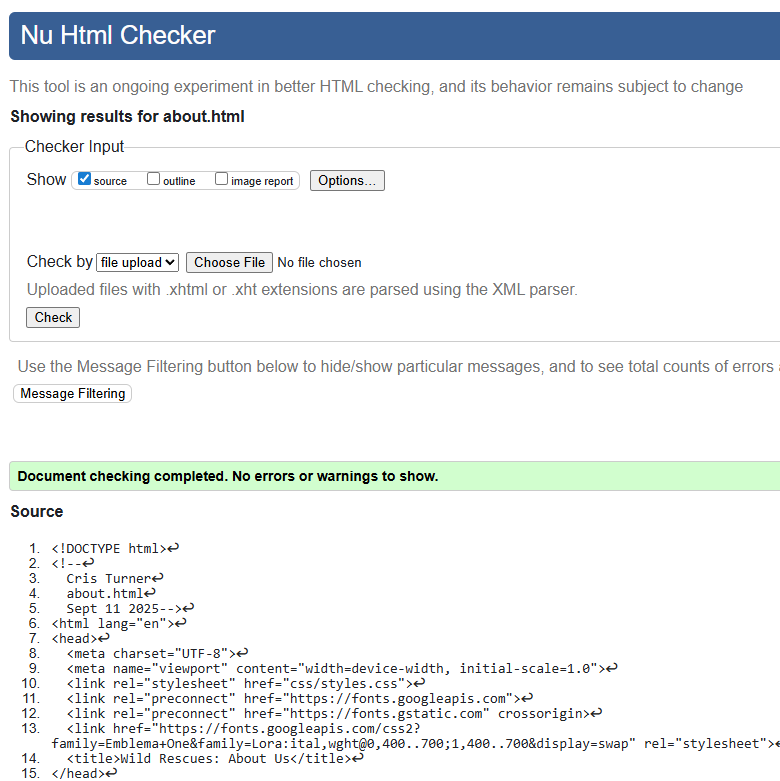 Nu Html Checker
This tool is an ongoing experiment in better HTML checking, and its behavior remains subject to change
Showing results for about.html
Checker Input
Show source outline image report Options...
Check by file upload Choose File No file chosen
Uploaded files with .xhtml or .xht extensions are parsed using the XML parser.
Check
Use the Message Filtering button below to hide/show particular messages, and to see total counts of errors
Message Filtering
Document checking completed. No errors or warnings to show.
Source
1. <!DOCTYPE html>↩
2. <!--↩
3. Cris Turner↩
4. about.html↩
5. Sept 11 2025-->↩
6. <html lang="en">↩
7. <head>↩
8. <meta charset="UTF-8">↩
9. <meta name="viewport" content="width=device-width, initial-scale=1.0">↩
10. <link rel="stylesheet" href="css/styles.css">↩
11. <link rel="preconnect" href="https://fonts.googleapis.com">↩
12. <link rel="preconnect" href="https://fonts.gstatic.com" crossorigin>↩
13. <link href="https://fonts.googleapis.com/css2?
family=Emblema+One&family=Lora:ital,wght@0,400..700;1,400..700&display=swap" rel="stylesheet">↩
14. <title>Wild Rescues: About Us</title>↩
15. </head>↩